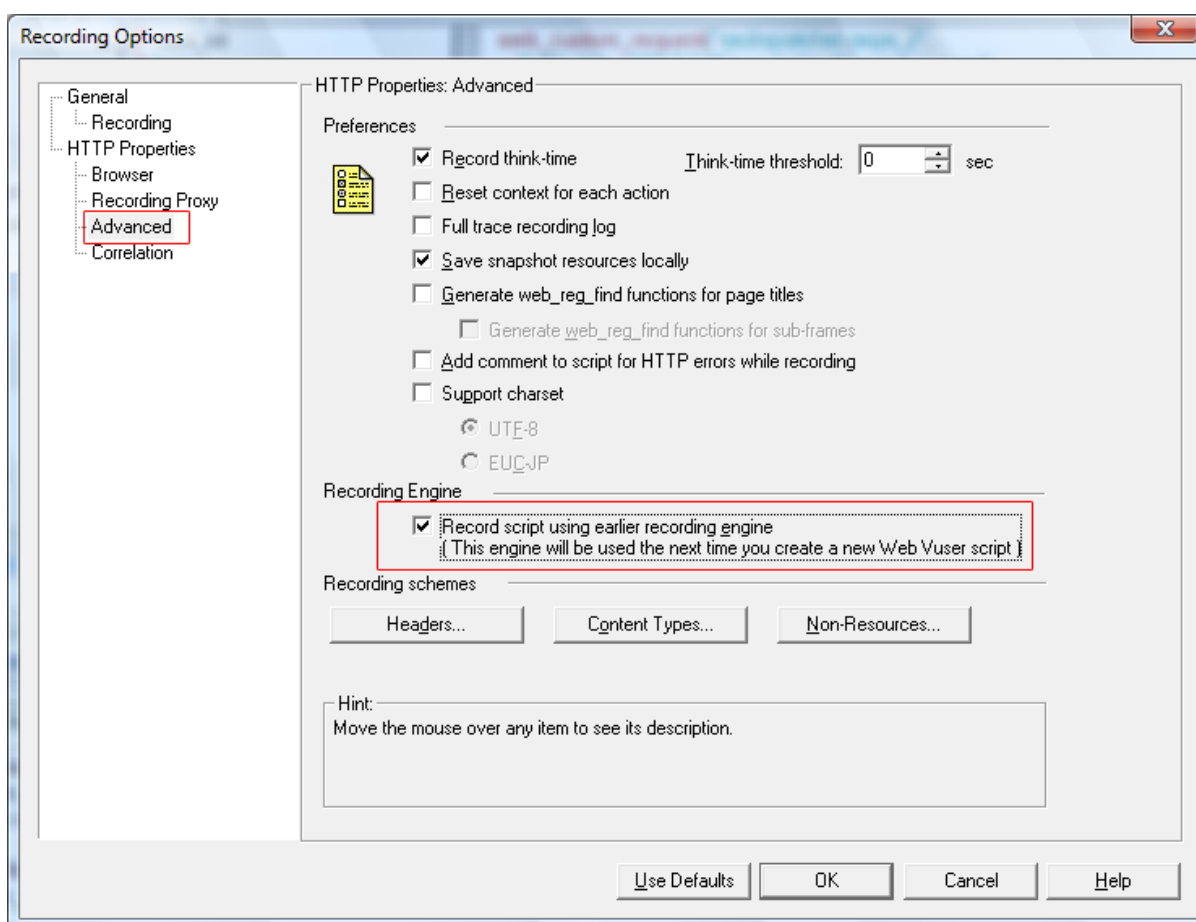 Recording Options
General
Recording
HTTP Properties
Browser
Recording Proxy
Advanced
Correlation
HTTP Properties: Advanced
Preferences
Record think-time Think-time threshold: 0 sec
Reset context for each action
Full trace recording log
Save snapshot resources locally
Generate web_reg_find functions for page titles
Generate web_reg_find functions for sub-frames
Add comment to script for HTTP errors while recording
Support charset
UTF-8
EUC-JP
Recording Engine
Record script using earlier recording engine
( This engine will be used the next time you create a new Web Vuser script )
Recording schemes
Headers... Content Types... Non-Resources...
Hint:
Move the mouse over any item to see its description.
Use Defaults OK Cancel Help